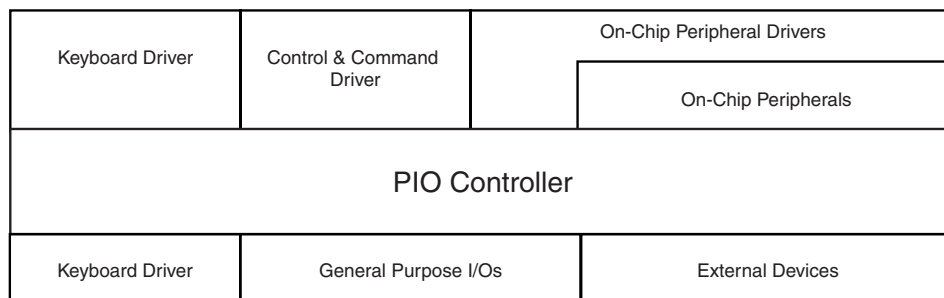 Keyboard Driver
Control & Command
Driver
On-Chip Peripheral Drivers
On-Chip Peripherals
PIO Controller
Keyboard Driver
General Purpose I/Os
External Devices